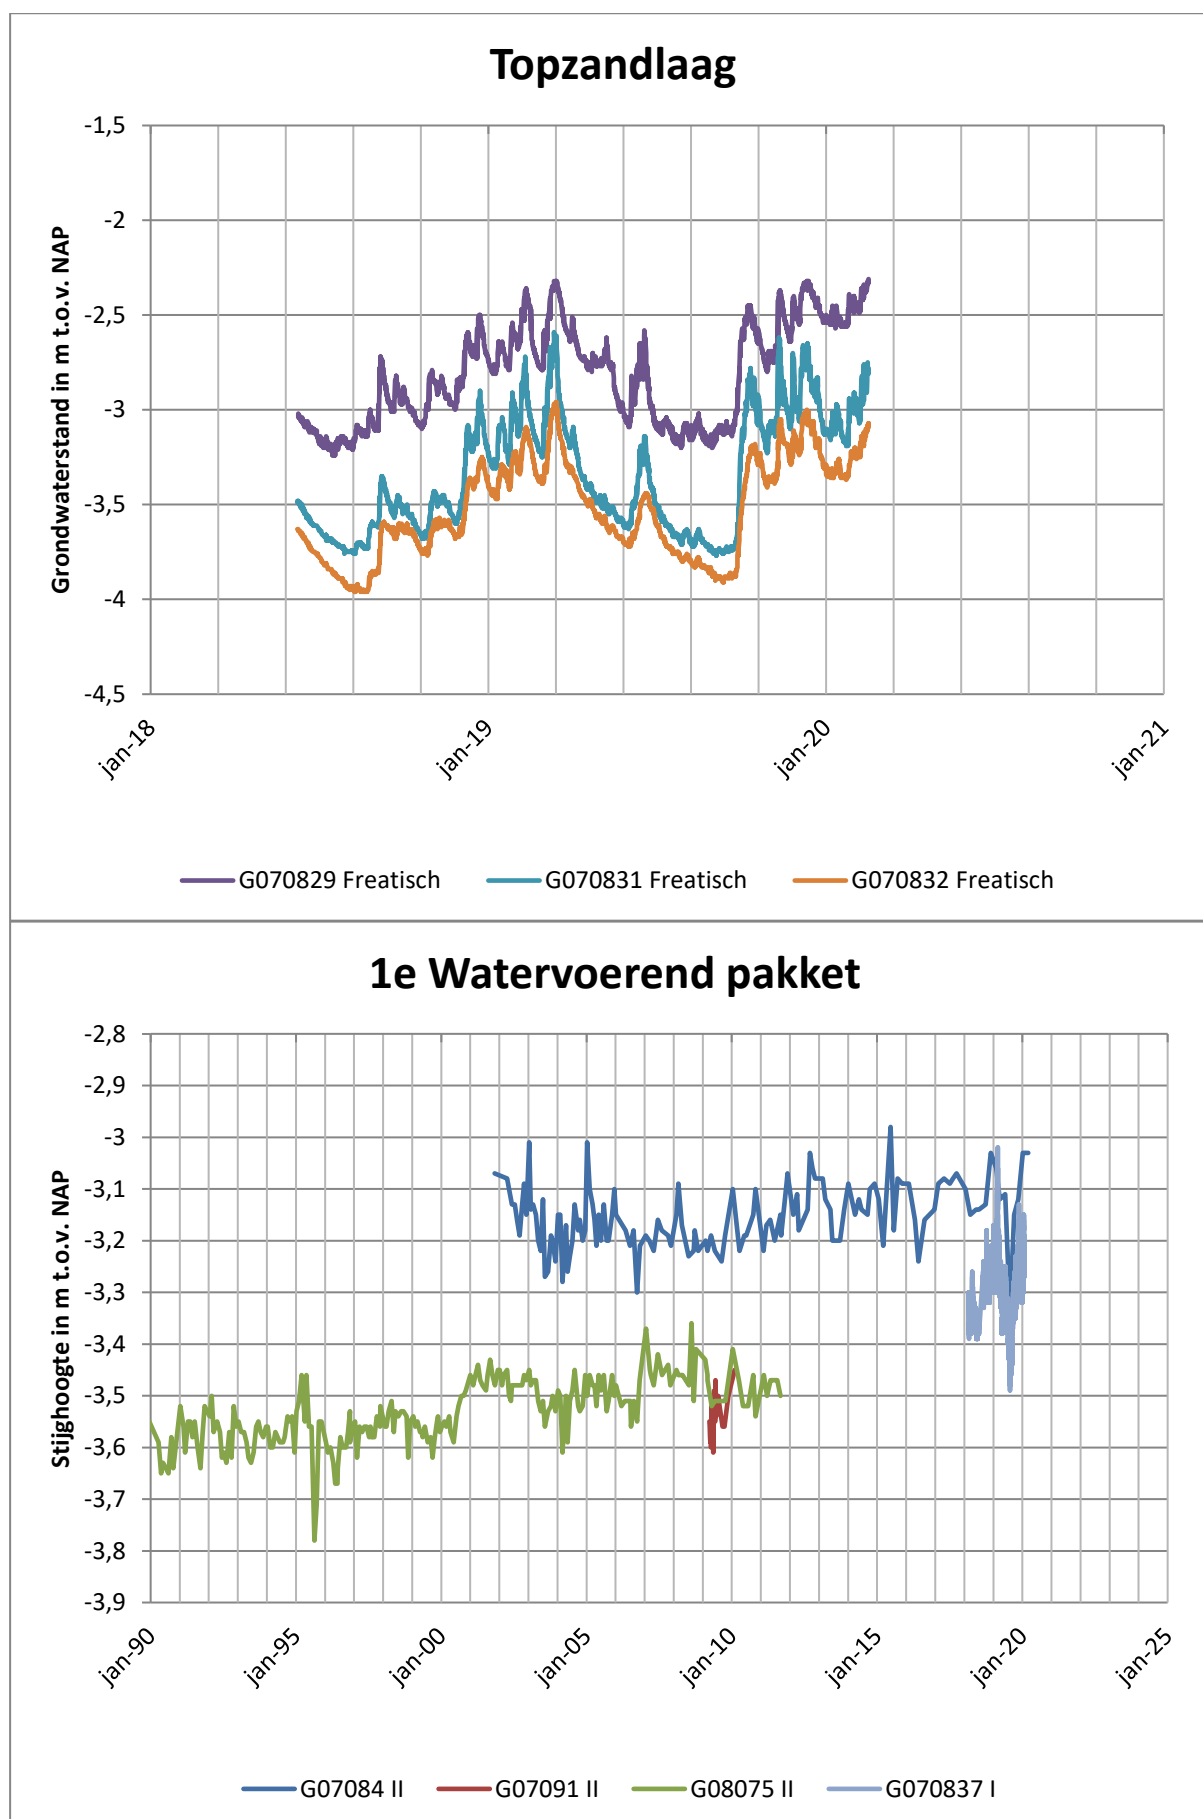 Topzandlaag
Grondwaterstand in m t.o.v. NAP
-1,5
-2
-2,5
-3
-3,5
-4
-4,5
jan-18
jan-19
jan-20
jan-21
G070829 Freatisch
G070831 Freatisch
G070832 Freatisch
1e Watervoerend pakket
Stijghoogte in m t.o.v. NAP
-2,8
-2,9
-3
-3,1
-3,2
-3,3
-3,4
-3,5
-3,6
-3,7
-3,8
-3,9
jan-90
jan-95
jan-00
jan-05
jan-10
jan-15
jan-20
jan-25
G07084 II
G07091 II
G08075 II
G070837 I